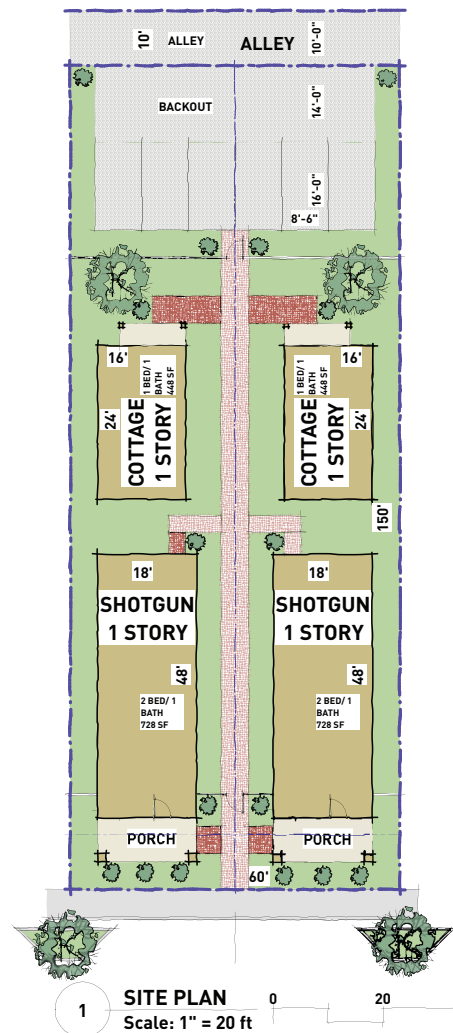 10'
ALLEY
ALLEY
10'-0"
BACKOUT
14'-0"
16'-0"
8'-6"
16'
1 BED/ 1
BATH
448 SF
24'
COTTAGE
1 STORY
16'
1 BED/ 1
BATH
448 SF
24'
COTTAGE
1 STORY
150'
18'
SHOTGUN
1 STORY
48'
2 BED/ 1
BATH
728 SF
18'
SHOTGUN
1 STORY
48'
2 BED/ 1
BATH
728 SF
PORCH
PORCH
60'
1
SITE PLAN
Scale: 1" = 20 ft
0
20